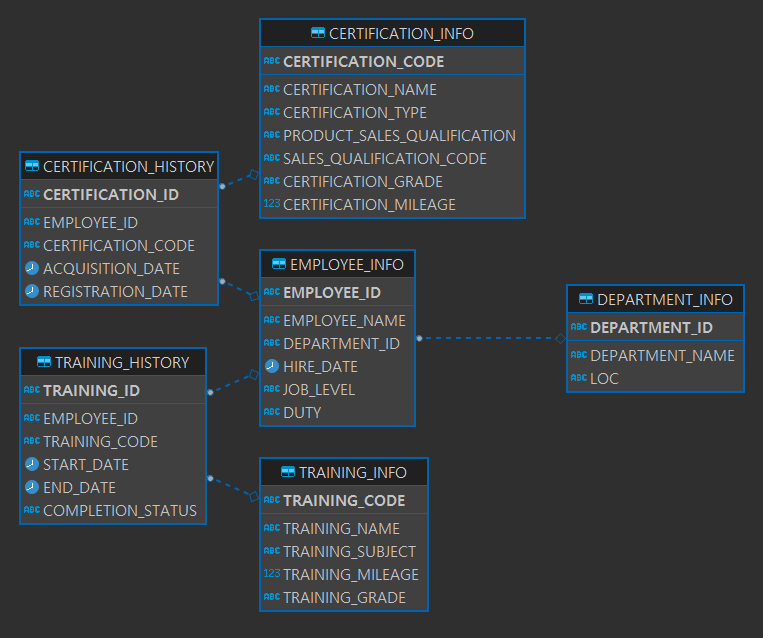 CERTIFICATION_INFO
ABC CERTIFICATION_CODE
ABC CERTIFICATION_NAME
ABC CERTIFICATION_TYPE
ABC PRODUCT_SALES_QUALIFICATION
ABC SALES_QUALIFICATION_CODE
ABC CERTIFICATION_GRADE
123 CERTIFICATION_MILEAGE
CERTIFICATION_HISTORY
ABC CERTIFICATION_ID
ABC EMPLOYEE_ID
ABC CERTIFICATION_CODE
ACQUISITION_DATE
REGISTRATION_DATE
EMPLOYEE_INFO
ABC EMPLOYEE_ID
ABC EMPLOYEE_NAME
ABC DEPARTMENT_ID
HIRE_DATE
ABC JOB_LEVEL
ABC DUTY
DEPARTMENT_INFO
ABC DEPARTMENT_ID
ABC DEPARTMENT_NAME
ABC LOC
TRAINING_HISTORY
ABC TRAINING_ID
ABC EMPLOYEE_ID
ABC TRAINING_CODE
START_DATE
END_DATE
ABC COMPLETION_STATUS
TRAINING_INFO
ABC TRAINING_CODE
ABC TRAINING_NAME
ABC TRAINING_SUBJECT
123 TRAINING_MILEAGE
ABC TRAINING_GRADE